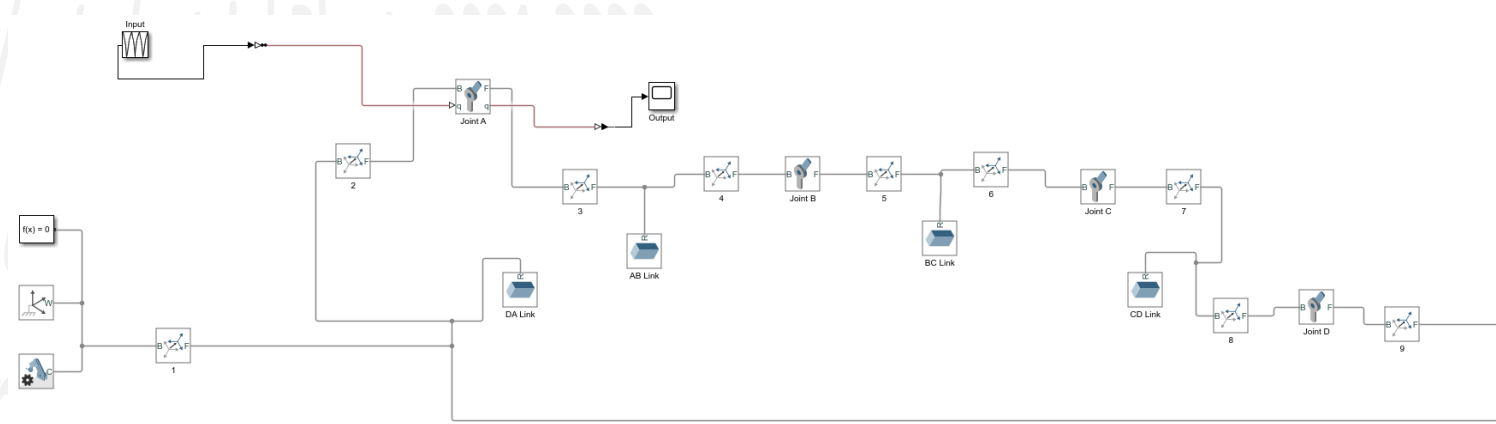 Input
B
F
q
q
Joint A
Output
B
F
2
B
F
3
B
F
4
B
F
Joint B
B
F
5
B
F
6
B
F
Joint C
B
F
7
R
AB Link
R
BC Link
R
CD Link
R
DA Link
f(x) = 0
W
C
B
F
1
B
F
8
B
F
Joint D
B
F
9